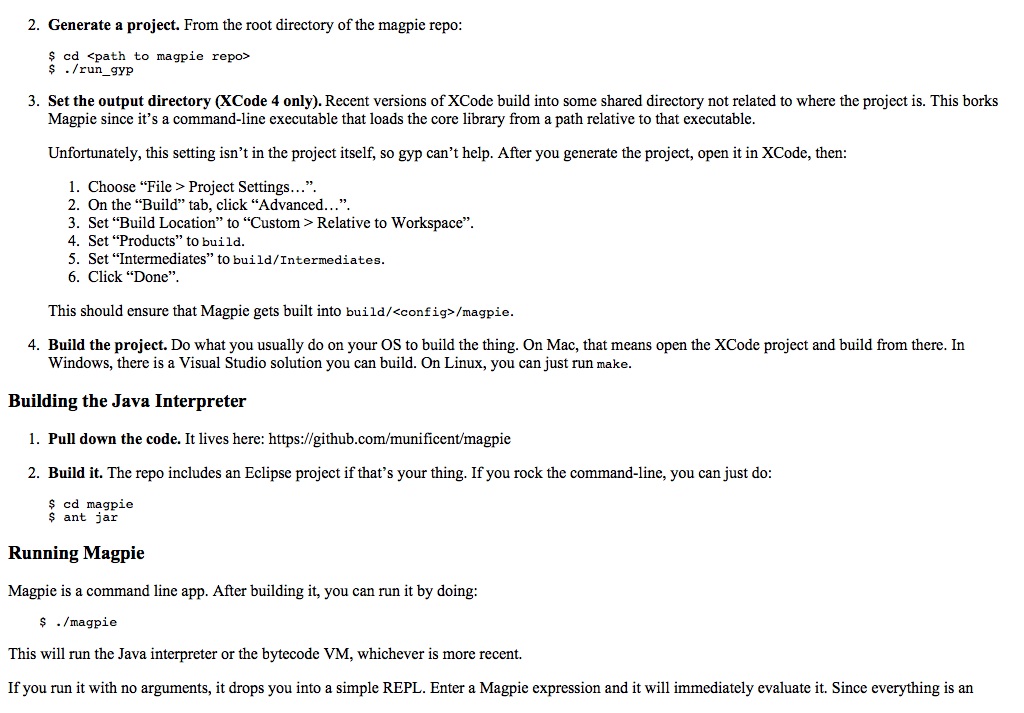 2. Generate a project. From the root directory of the magpie repo:
$ cd <path to magpie repo>
$ ./run_gyp
3. Set the output directory (XCode 4 only). Recent versions of XCode build into some shared directory not related to where the project is. This borks
Magpie since it’s a command-line executable that loads the core library from a path relative to that executable.
Unfortunately, this setting isn’t in the project itself, so gyp can’t help. After you generate the project, open it in XCode, then:
1. Choose “File > Project Settings…”.
2. On the “Build” tab, click “Advanced…”.
3. Set “Build Location” to “Custom > Relative to Workspace”.
4. Set “Products” to build.
5. Set “Intermediates” to build/Intermediates.
6. Click “Done”.
This should ensure that Magpie gets built into build/<config>/magpie.
4. Build the project. Do what you usually do on your OS to build the thing. On Mac, that means open the XCode project and build from there. In
Windows, there is a Visual Studio solution you can build. On Linux, you can just run make.
Building the Java Interpreter
1. Pull down the code. It lives here: https://github.com/munificent/magpie
2. Build it. The repo includes an Eclipse project if that’s your thing. If you rock the command-line, you can just do:
$ cd magpie
$ ant jar
Running Magpie
Magpie is a command line app. After building it, you can run it by doing:
$ ./magpie
This will run the Java interpreter or the bytecode VM, whichever is more recent.
If you run it with no arguments, it drops you into a simple REPL. Enter a Magpie expression and it will immediately evaluate it. Since everything is an